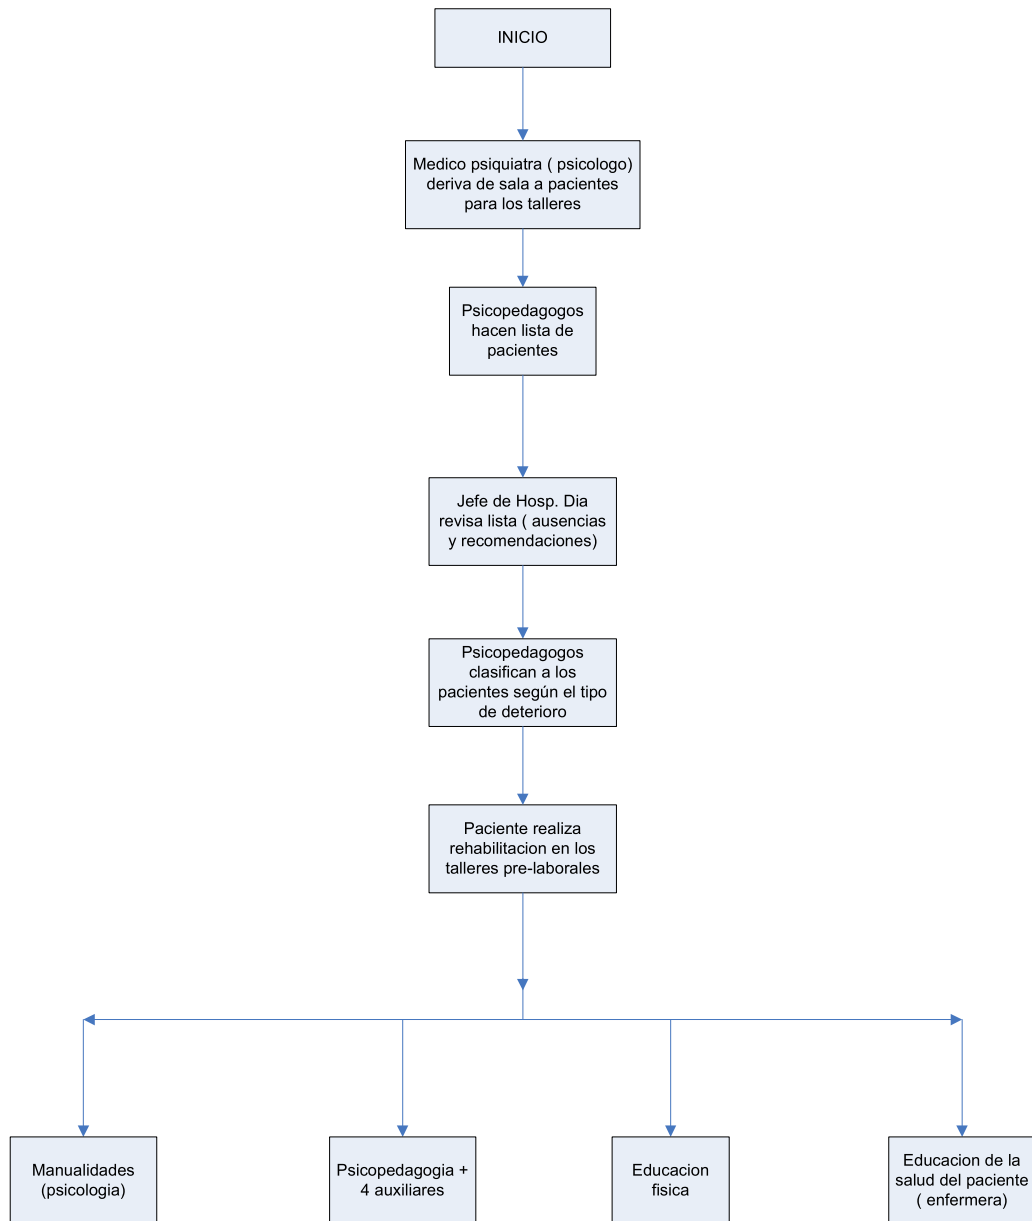 INICIO
Medico psiquiatra ( psicologo)
deriva de sala a pacientes
para los talleres
Psicopedagogos
hacen lista de
pacientes
Jefe de Hosp. Dia
revisa lista ( ausencias
y recomendaciones)
Psicopedagogos
clasifican a los
pacientes según el tipo
de deterioro
Paciente realiza
rehabilitacion en los
talleres pre-laborales
Manualidades
(psicologia)
Psicopedagogia +
4 auxiliares
Educacion
fisica
Educacion de la
salud del paciente
( enfermera)